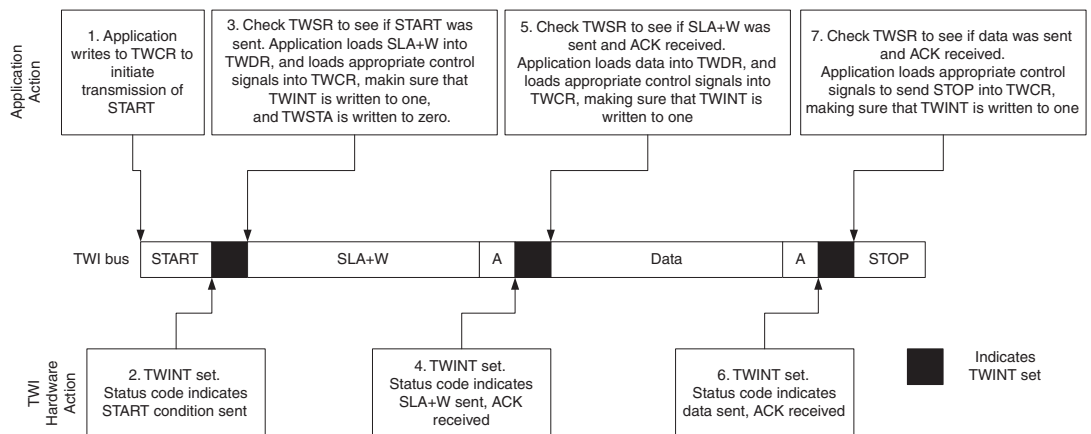 Application
Action
1. Application
writes to TWCR to
initiate
transmission of
START
3. Check TWSR to see if START was
sent. Application loads SLA+W into
TWDR, and loads appropriate control
signals into TWCR, makin sure that
TWINT is written to one,
and TWSTA is written to zero.
5. Check TWSR to see if SLA+W was
sent and ACK received.
Application loads data into TWDR, and
loads appropriate control signals into
TWCR, making sure that TWINT is
written to one
7. Check TWSR to see if data was sent
and ACK received.
Application loads appropriate control
signals to send STOP into TWCR,
making sure that TWINT is written to one
TWI bus
START
SLA+W
A
Data
A
STOP
TWI
Hardware
Action
2. TWINT set.
Status code indicates
START condition sent
4. TWINT set.
Status code indicates
SLA+W sent, ACK
received
6. TWINT set.
Status code indicates
data sent, ACK received
Indicates
TWINT set